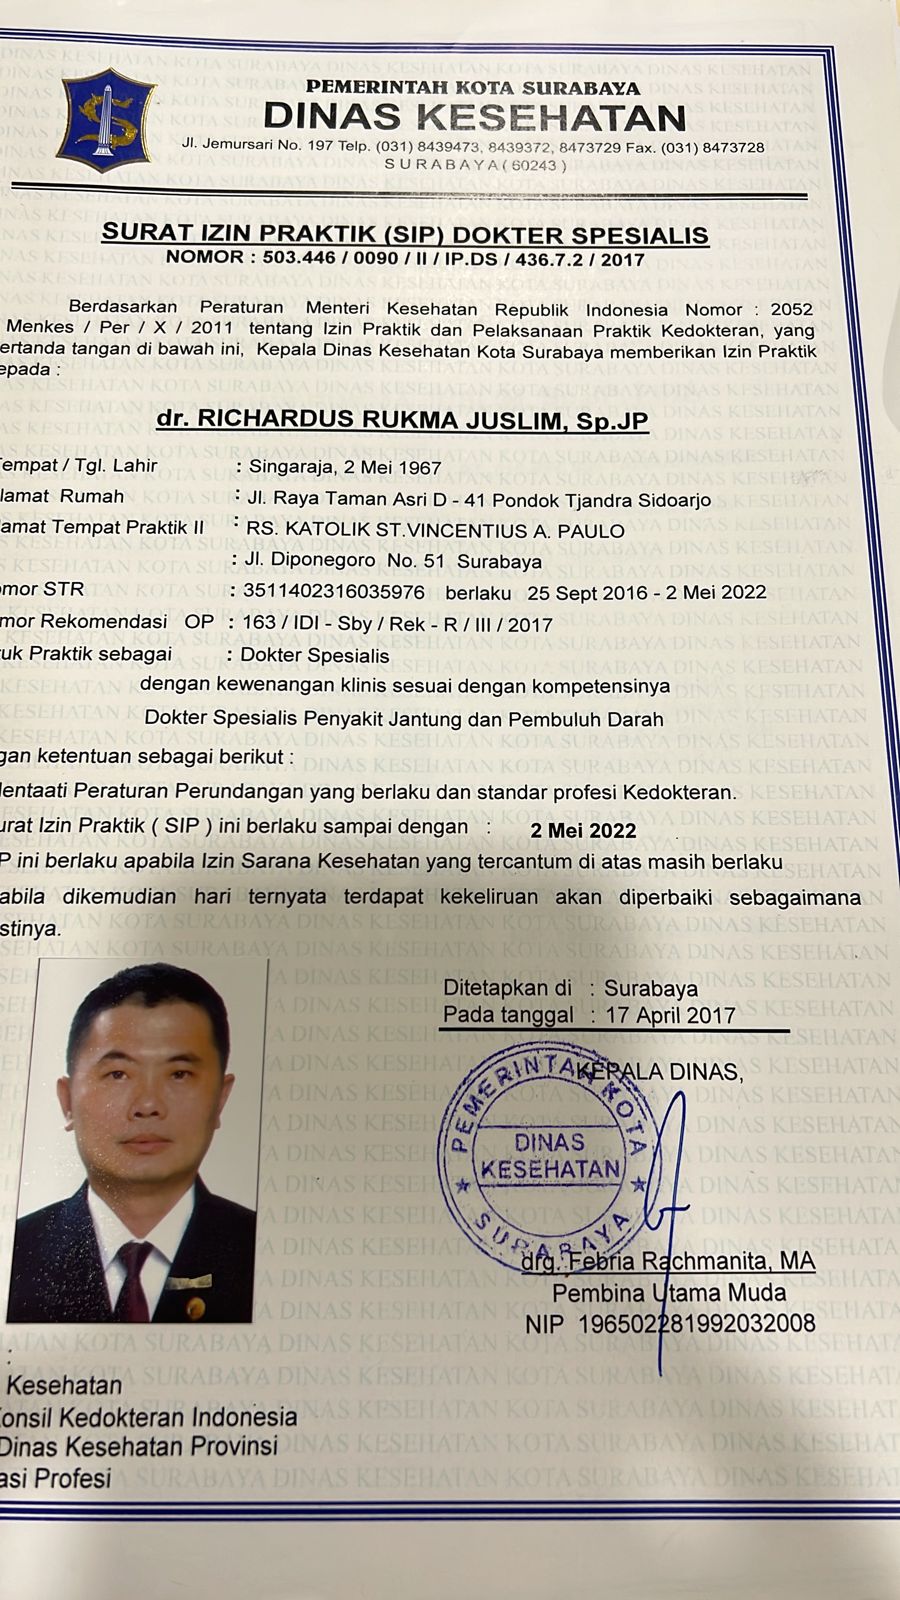 PEMERINTAH KOTA SURABAYA
DINAS KESEHATAN
Jl. Jemursari No. 197 Telp. (031) 8439473, 8439372, 8473729 Fax. (031) 8473728
SURABAYA ( 60243 )
SURAT IZIN PRAKTIK (SIP) DOKTER SPESIALIS
NOMOR : 503.446 / 0090 / II / IP.DS / 436.7.2 / 2017
Berdasarkan Peraturan Menteri Kesehatan Republik Indonesia Nomor : 2052
Menkes / Per / X / 2011 tentang Izin Praktik dan Pelaksanaan Praktik Kedokteran, yang
ertanda tangan di bawah ini, Kepala Dinas Kesehatan Kota Surabaya memberikan Izin Praktik
epada :
dr. RICHARDUS RUKMA JUSLIM, Sp.JP
empat / Tgl. Lahir : Singaraja, 2 Mei 1967
lamat Rumah : Jl. Raya Taman Asri D - 41 Pondok Tjandra Sidoarjo
lamat Tempat Praktik II : RS. KATOLIK ST.VINCENTIUS A. PAULO
: Jl. Diponegoro No. 51 Surabaya
omor STR : 3511402316035976 berlaku 25 Sept 2016 - 2 Mei 2022
mor Rekomendasi OP : 163 / IDI - Sby / Rek - R / III / 2017
tuk Praktik sebagai : Dokter Spesialis
dengan kewenangan klinis sesuai dengan kompetensinya
Dokter Spesialis Penyakit Jantung dan Pembuluh Darah
gan ketentuan sebagai berikut :
lentaati Peraturan Perundangan yang berlaku dan standar profesi Kedokteran.
urat Izin Praktik ( SIP ) ini berlaku sampai dengan : 2 Mei 2022
P ini berlaku apabila Izin Sarana Kesehatan yang tercantum di atas masih berlaku
abila dikemudian hari ternyata terdapat kekeliruan akan diperbaiki sebagaimana
stinya.
Ditetapkan di : Surabaya
Pada tanggal : 17 April 2017
KEPALA DINAS,
PEMERINTAH KOTA
DINAS
KESEHATAN
SURABAYA
drg. Febria Rachmanita, MA
Pembina Utama Muda
NIP 196502281992032008
:
Kesehatan
onsil Kedokteran Indonesia
Dinas Kesehatan Provinsi
asi Profesi